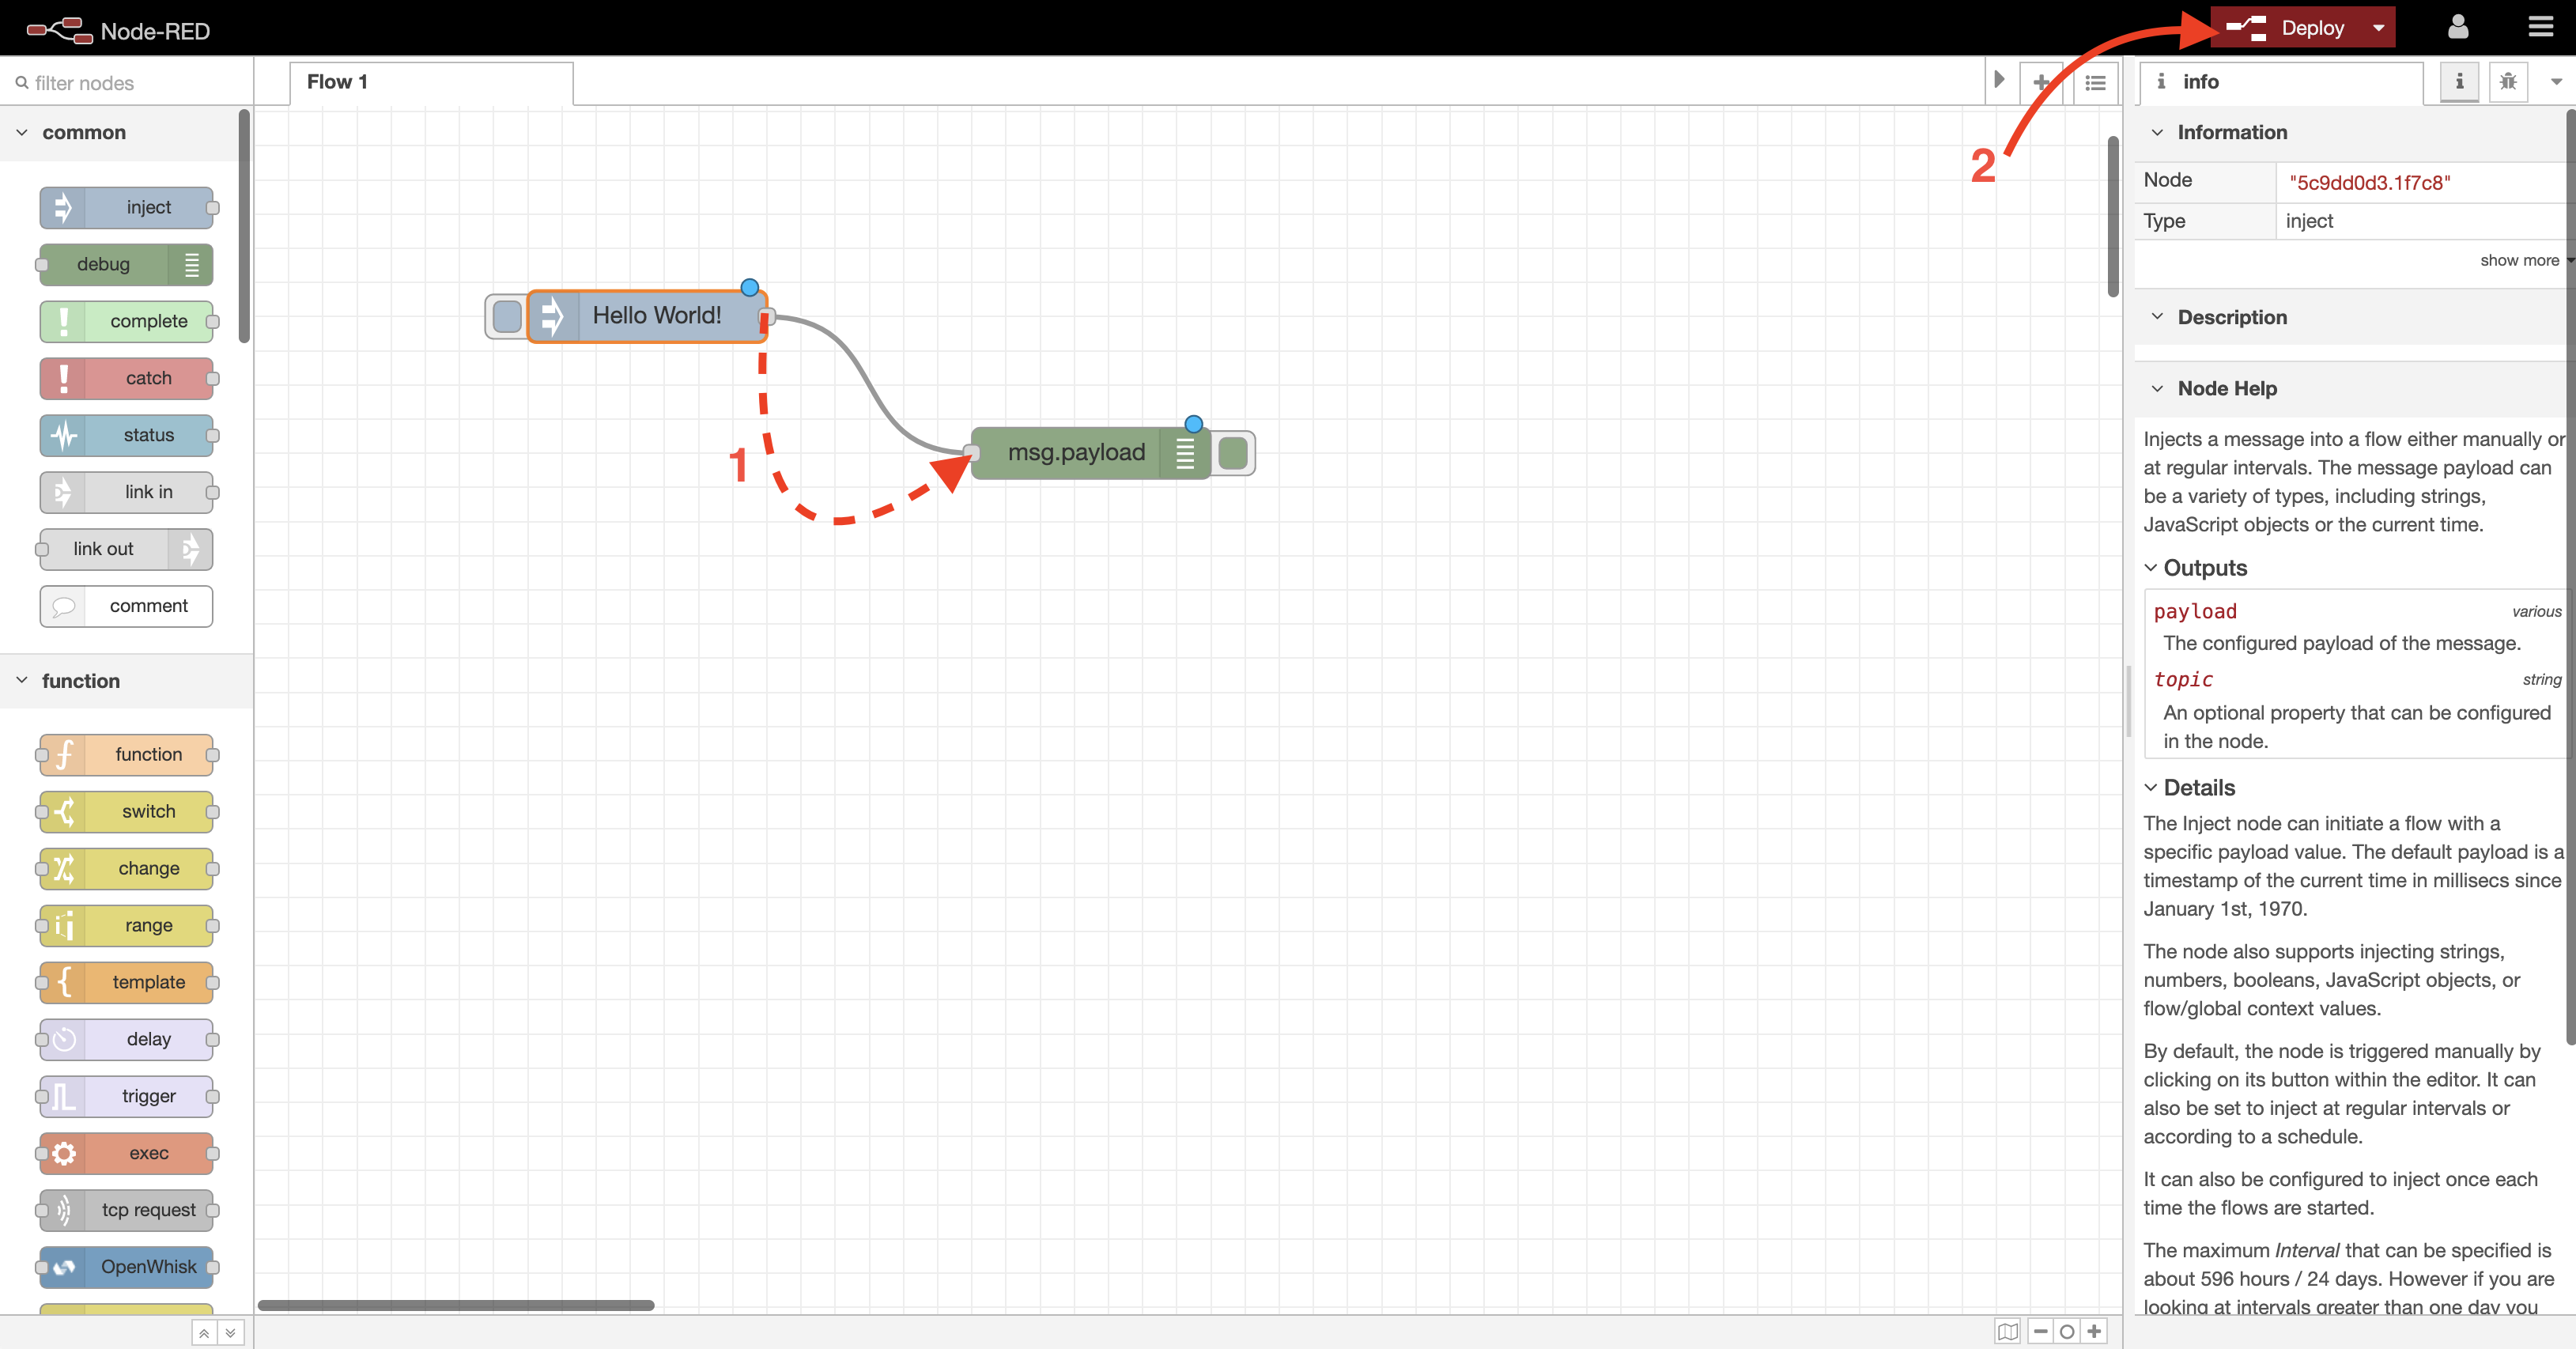 Node-RED
Deploy
filter nodes
Flow 1
info
common
inject
debug
complete
catch
status
link in
link out
comment
function
function
switch
change
range
template
delay
trigger
exec
tcp request
OpenWhisk
Hello World!
msg.payload
1
2
Information
Node "5c9dd0d3.1f7c8"
Type inject
show more
Description
Node Help
Injects a message into a flow either manually or
at regular intervals. The message payload can
be a variety of types, including strings,
JavaScript objects or the current time.
Outputs
payload various
The configured payload of the message.
topic string
An optional property that can be configured
in the node.
Details
The Inject node can initiate a flow with a
specific payload value. The default payload is a
timestamp of the current time in millisecs since
January 1st, 1970.
The node also supports injecting strings,
numbers, booleans, JavaScript objects, or
flow/global context values.
By default, the node is triggered manually by
clicking on its button within the editor. It can
also be set to inject at regular intervals or
according to a schedule.
It can also be configured to inject once each
time the flows are started.
The maximum Interval that can be specified is
about 596 hours / 24 days. However if you are
looking at intervals greater than one day you